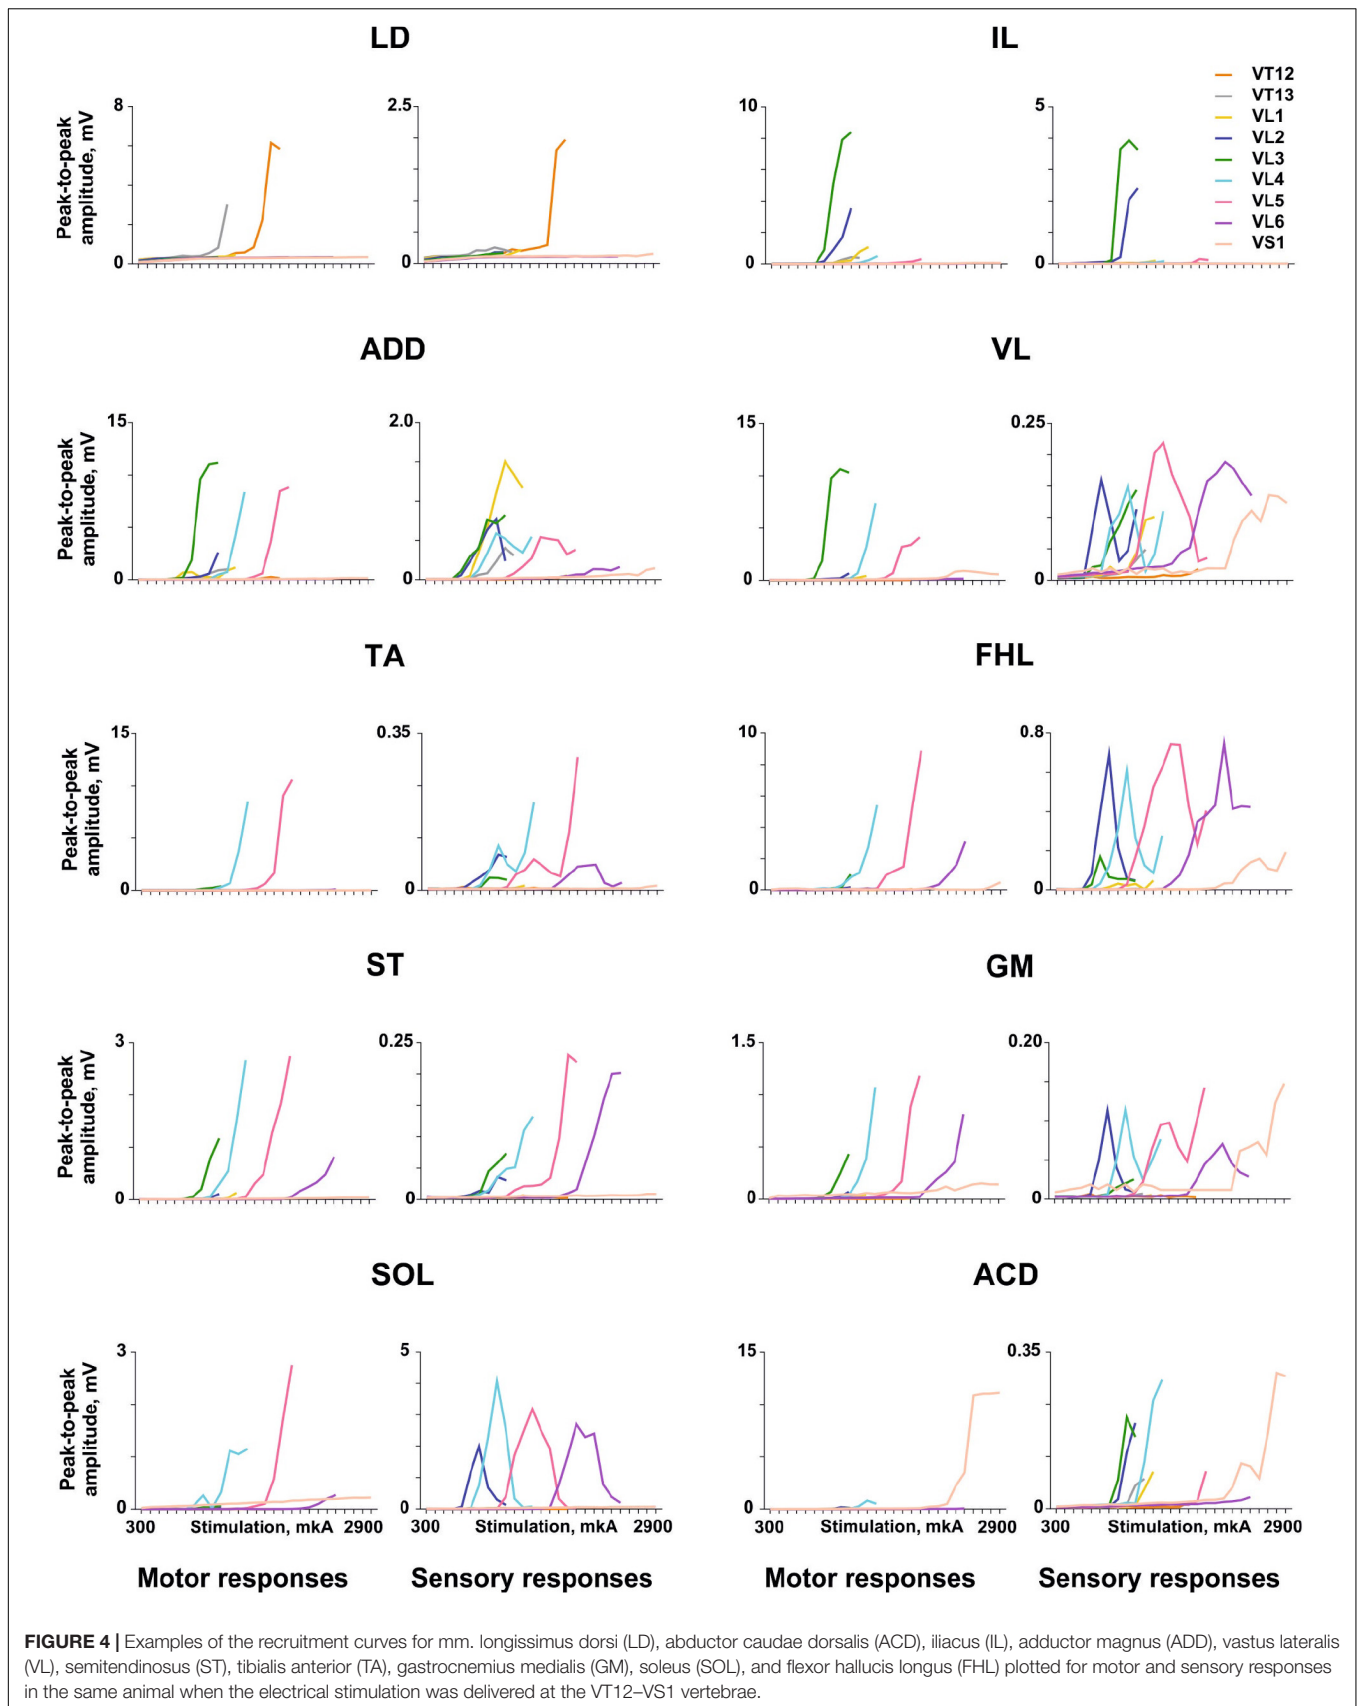 LD
IL
8
Peak-to-peak
amplitude, mV
0
2.5
0
10
0
5
0
VT12
VT13
VL1
VL2
VL3
VL4
VL5
VL6
VS1
ADD
VL
15
Peak-to-peak
amplitude, mV
0
2.0
0
15
0
0.25
0
TA
FHL
15
Peak-to-peak
amplitude, mV
0
0.35
0
10
0
0.8
0
ST
GM
3
Peak-to-peak
amplitude, mV
0
0.25
0
1.5
0
0.20
0
SOL
ACD
3
Peak-to-peak
amplitude, mV
0
5
0
15
0
0.35
0
300 Stimulation, mkA 2900
300 Stimulation, mkA 2900
300 Stimulation, mkA 2900
300 Stimulation, mkA 2900
Motor responses
Sensory responses
Motor responses
Sensory responses
FIGURE 4 | Examples of the recruitment curves for mm. longissimus dorsi (LD), abductor caudae dorsalis (ACD), iliacus (IL), adductor magnus (ADD), vastus lateralis
(VL), semitendinosus (ST), tibialis anterior (TA), gastrocnemius medialis (GM), soleus (SOL), and flexor hallucis longus (FHL) plotted for motor and sensory responses
in the same animal when the electrical stimulation was delivered at the VT12–VS1 vertebrae.